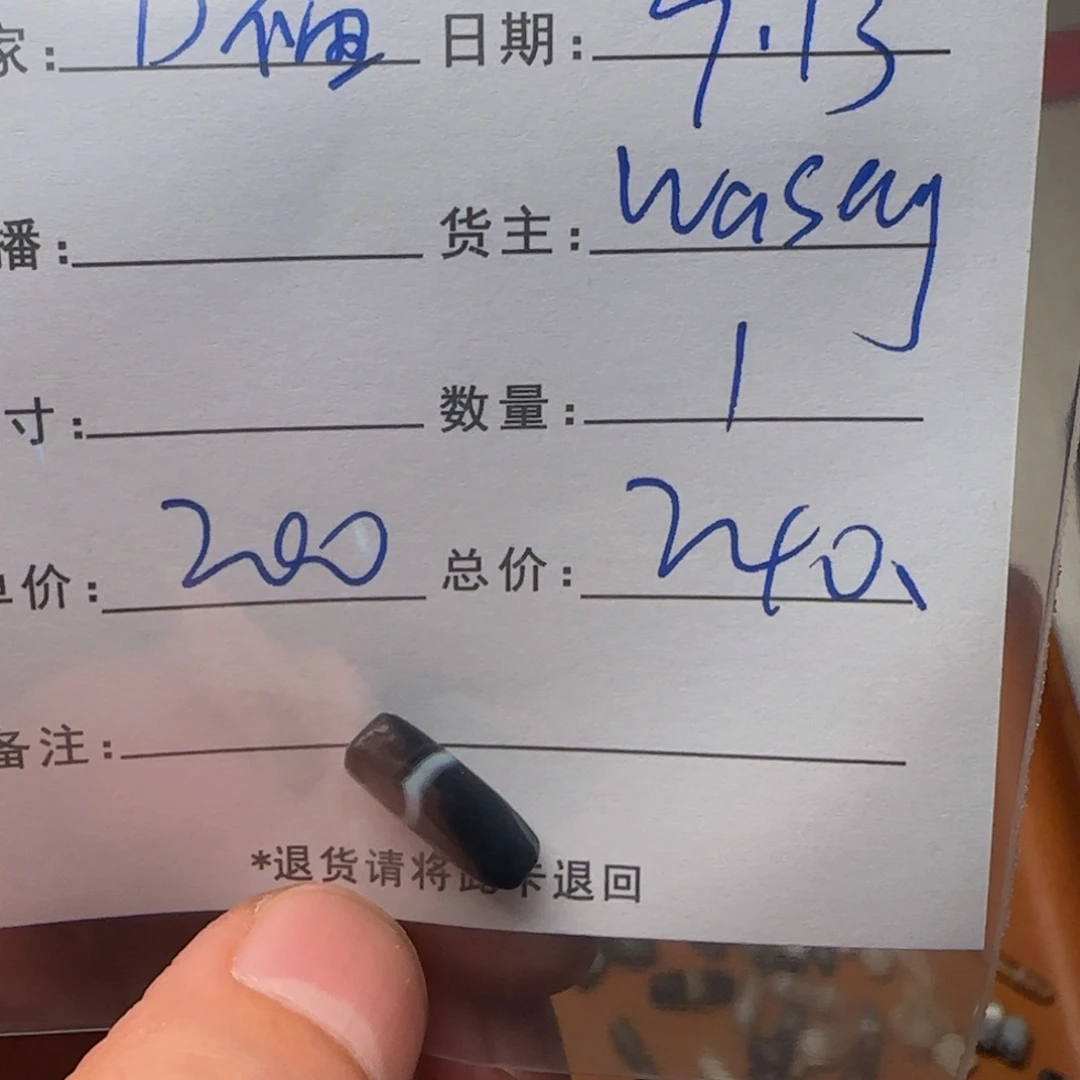 家: 日期: 9.13
播: 货主: Wasay
寸: 数量: 1
单价: 200 总价: 240、
备注:
*退货请将此卡退回